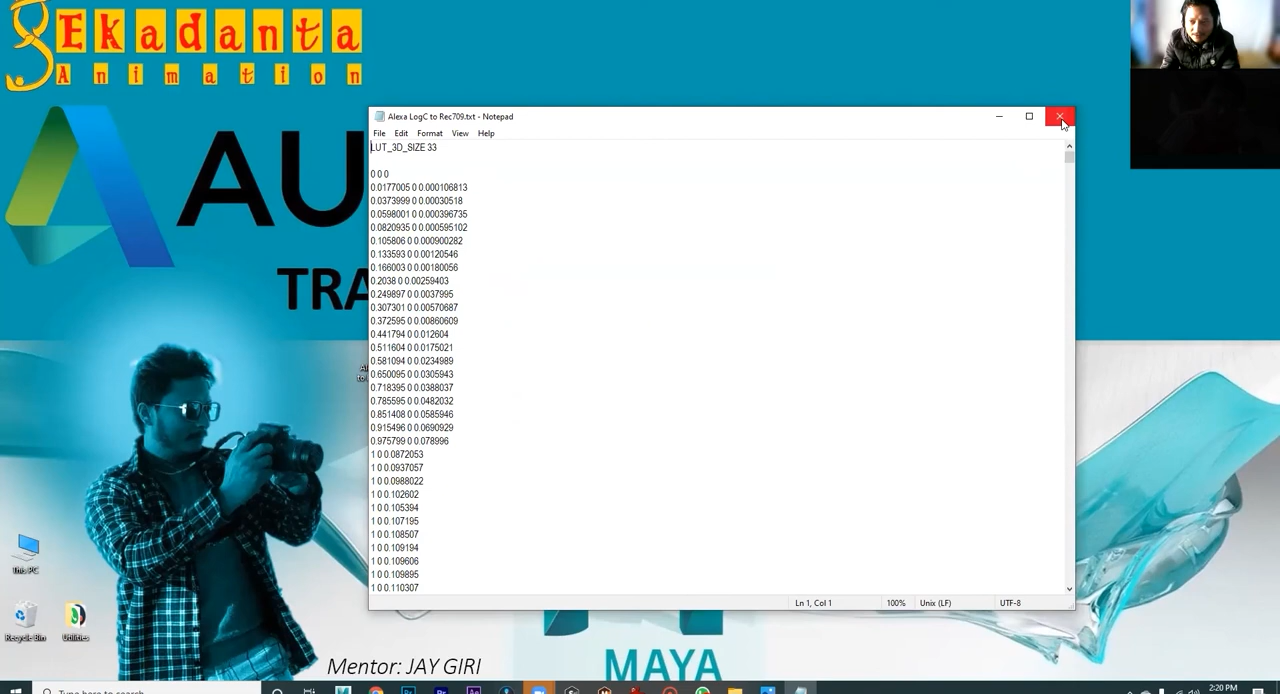 Ekadanta
Animation
AU
TRA
Alexa LogC to Rec709.txt - Notepad
File Edit Format View Help
LUT_3D_SIZE 33
0 0 0
0.0177005 0 0.000106813
0.0373999 0 0.00030518
0.0598001 0 0.000396735
0.0820935 0 0.000595102
0.105806 0 0.000900282
0.133593 0 0.00120546
0.166003 0 0.00180056
0.2038 0 0.00259403
0.249897 0 0.0037995
0.307301 0 0.00570687
0.372595 0 0.00860609
0.441794 0 0.012604
0.511604 0 0.0175021
0.581094 0 0.0234989
0.650095 0 0.0305943
0.718395 0 0.0388037
0.785595 0 0.0482032
0.851408 0 0.0585946
0.915496 0 0.0690929
0.975799 0 0.078996
1 0 0.0872053
1 0 0.0937057
1 0 0.0988022
1 0 0.102602
1 0 0.105394
1 0 0.107195
1 0 0.108507
1 0 0.109194
1 0 0.109606
1 0 0.109895
1 0 0.110307
Ln 1, Col 1 100% Unix (LF) UTF-8
This PC
Recycle Bin Utilities
Mentor: JAY GIRI
MAYA
Type here to search
2:20 PM